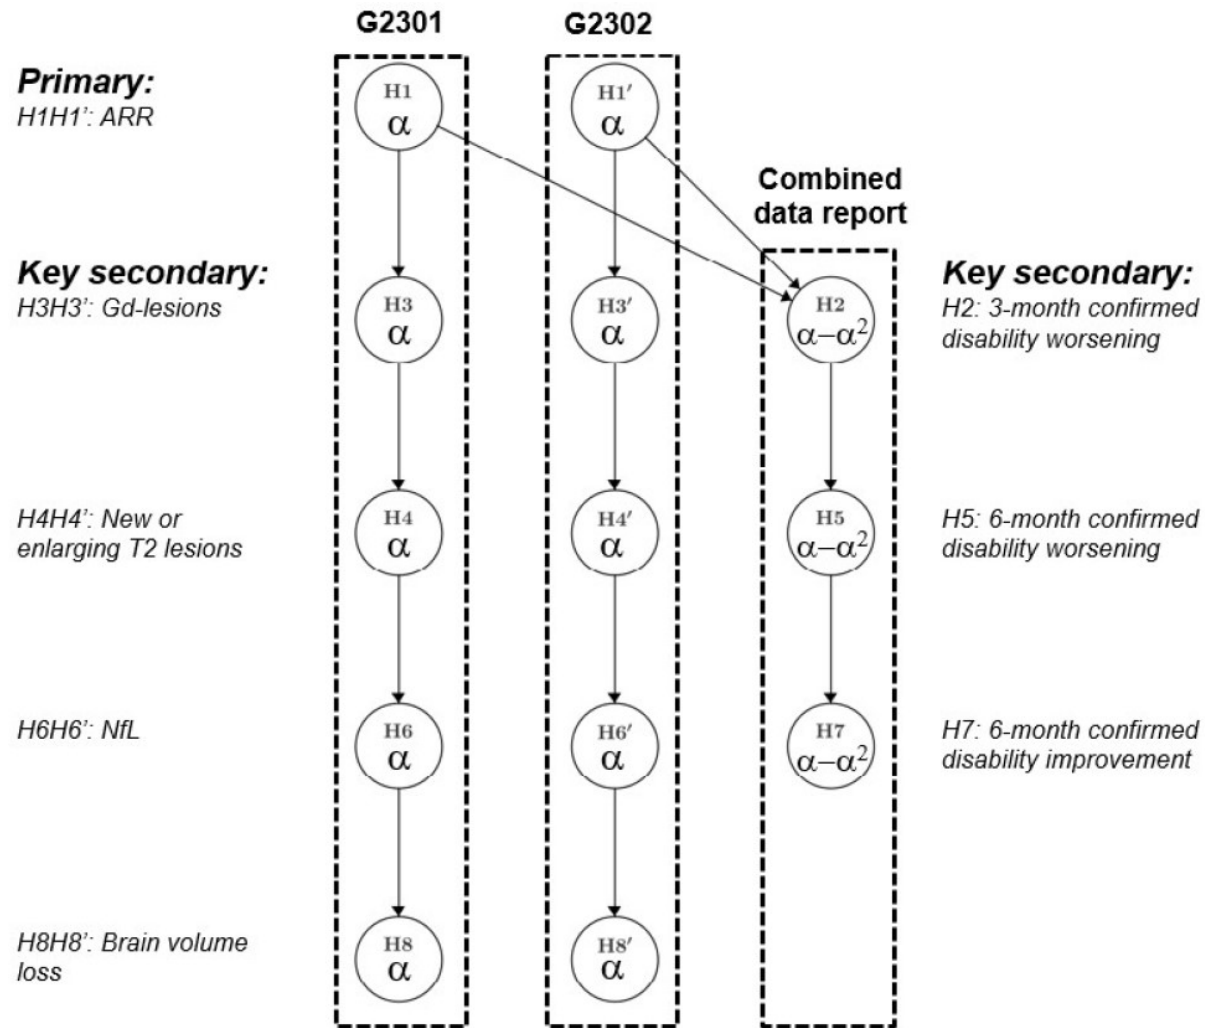 G2301
G2302
Primary:
H1H1’: ARR
H1
α
H1′
α
Combined
data report
Key secondary:
H3H3’: Gd-lesions
H3
α
H3′
α
H2
α–α²
Key secondary:
H2: 3-month confirmed
disability worsening
H4H4’: New or
enlarging T2 lesions
H4
α
H4′
α
H5
α–α²
H5: 6-month confirmed
disability worsening
H6H6’: NfL
H6
α
H6′
α
H7
α–α²
H7: 6-month confirmed
disability improvement
H8H8’: Brain volume
loss
H8
α
H8′
α